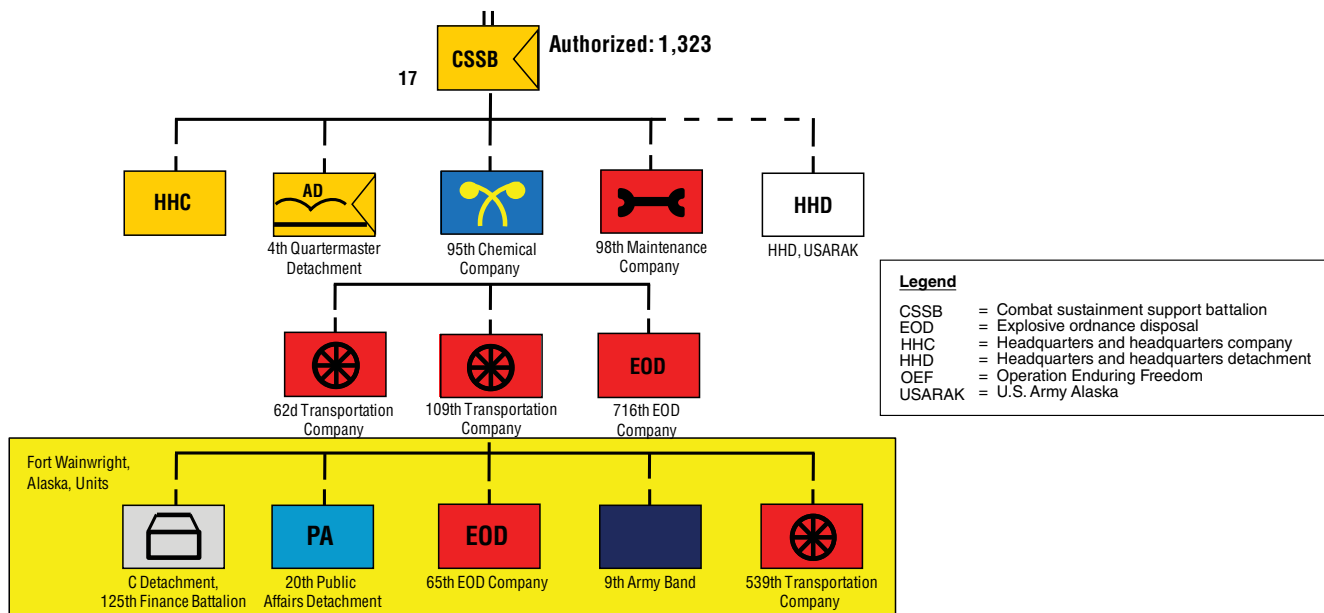 CSSB
Authorized: 1,323
17
HHC
AD
HHD
4th Quartermaster
Detachment
95th Chemical
Company
98th Maintenance
Company
HHD, USARAK
EOD
62d Transportation
Company
109th Transportation
Company
716th EOD
Company
Legend
CSSB = Combat sustainment support battalion
EOD = Explosive ordnance disposal
HHC = Headquarters and headquarters company
HHD = Headquarters and headquarters detachment
OEF = Operation Enduring Freedom
USARAK = U.S. Army Alaska
Fort Wainwright,
Alaska, Units
PA
EOD
C Detachment,
125th Finance Battalion
20th Public
Affairs Detachment
65th EOD Company
9th Army Band
539th Transportation
Company